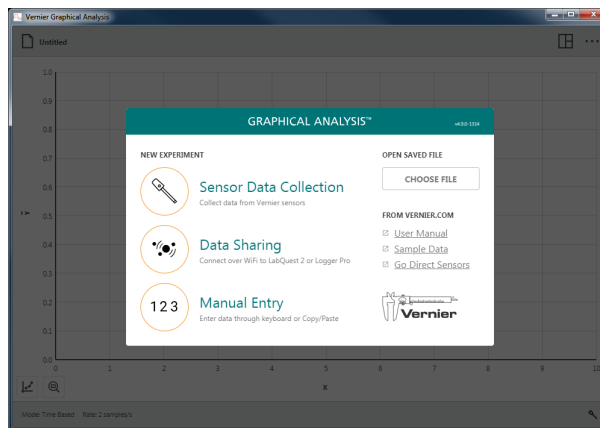 Vernier Graphical Analysis
Untitled
GRAPHICAL ANALYSIS™
v4.0.0-1314
NEW EXPERIMENT
Sensor Data Collection
Collect data from Vernier sensors
Data Sharing
Connect over WiFi to LabQuest 2 or Logger Pro
123
Manual Entry
Enter data through keyboard or Copy/Paste
OPEN SAVED FILE
CHOOSE FILE
FROM VERNIER.COM
User Manual
Sample Data
Go Direct Sensors
Vernier
1.0
0.9
0.8
0.7
0.6
0.5
0.4
0.3
0.2
0.1
0.0
Y
0 1 2 3 4 5 6 7 8 9 10
X
Mode: Time Based Rate: 2 samples/s